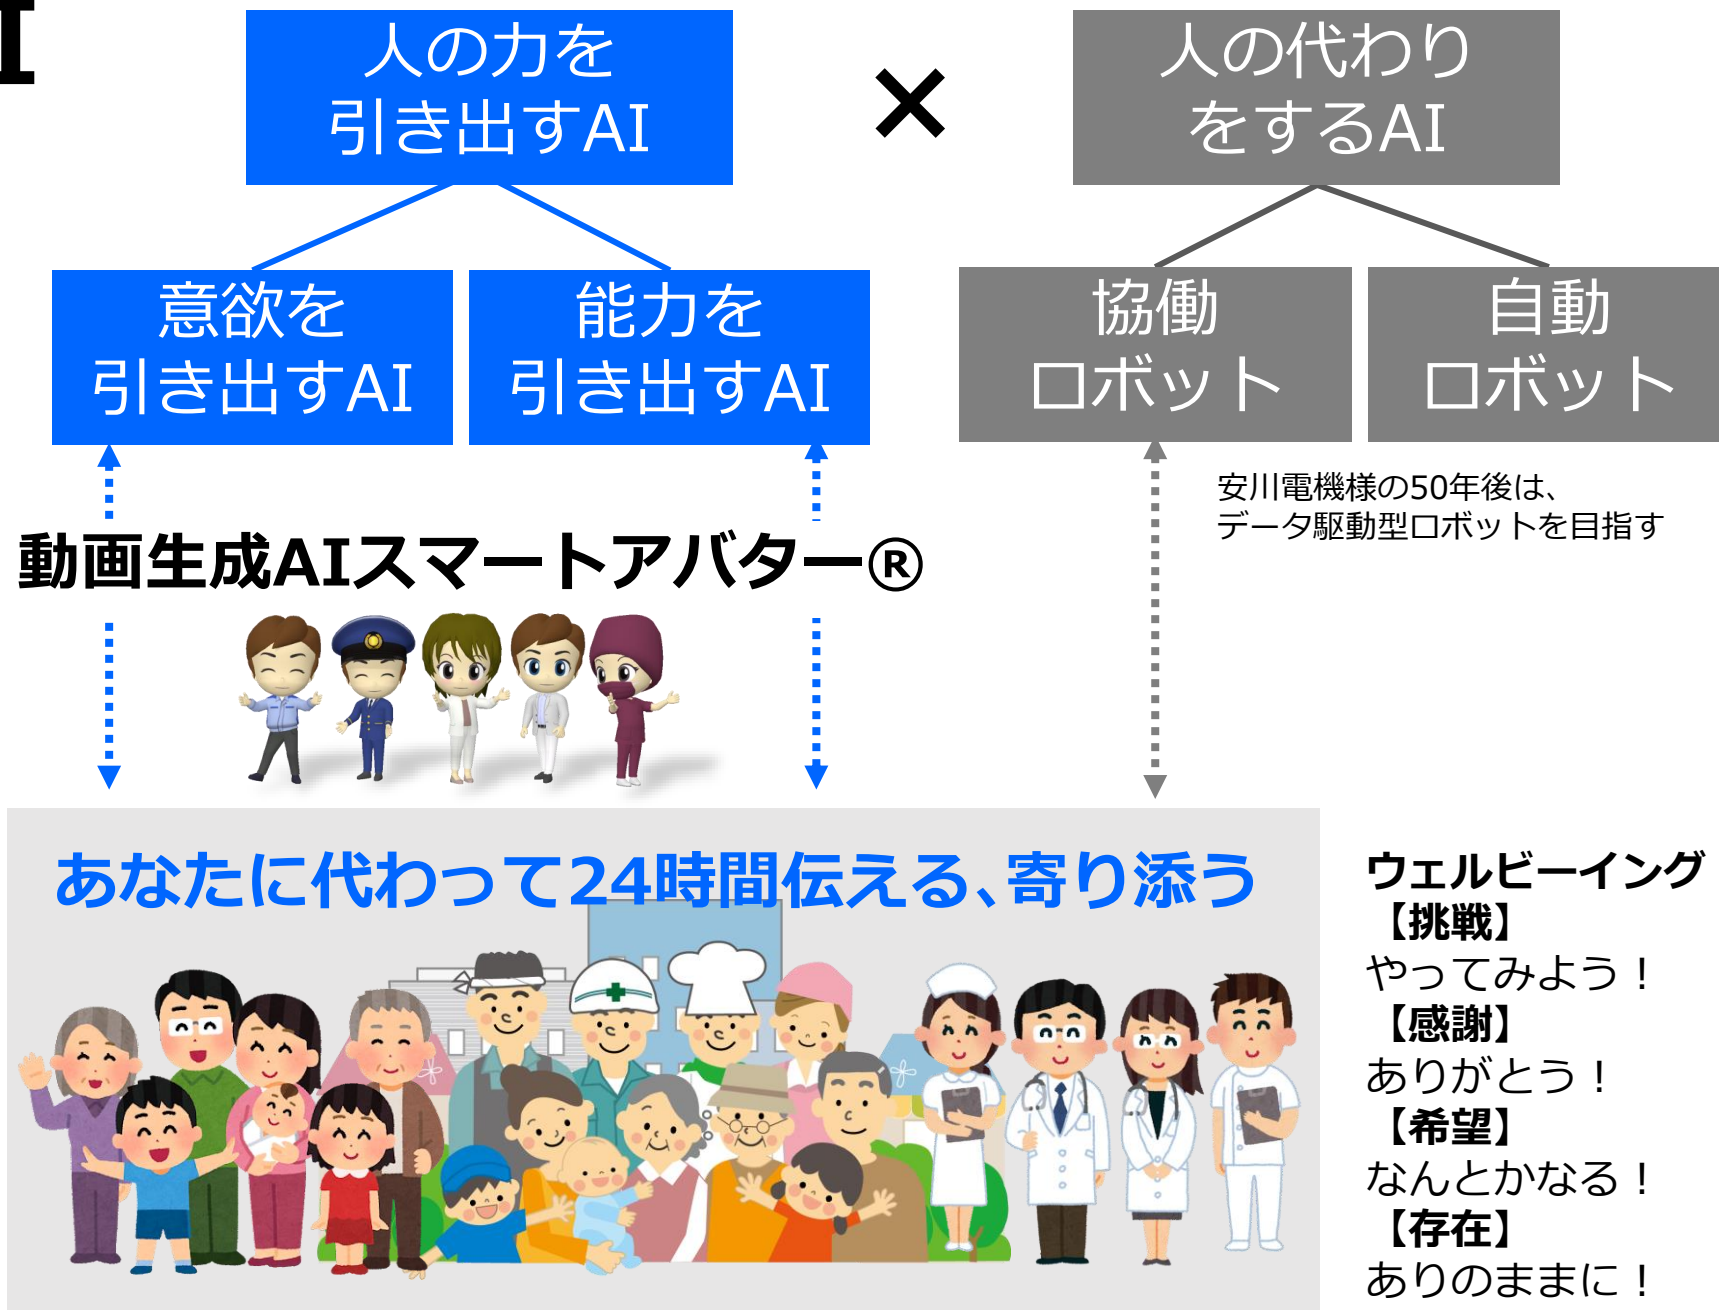 I
人の力を
引き出すAI
×
人の代わり
をするAI
意欲を
引き出すAI
能力を
引き出すAI
協働
ロボット
自動
ロボット
安川電機様の50年後は、
データ駆動型ロボットを目指す
動画生成AIスマートアバター®
あなたに代わって24時間伝える、寄り添う
ウェルビーイング
【挑戦】
やってみよう！
【感謝】
ありがとう！
【希望】
なんとかなる！
【存在】
ありのままに！